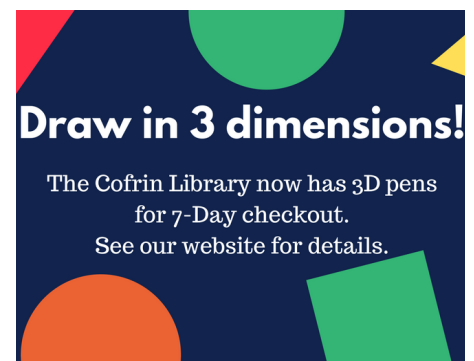 Draw in 3 dimensions!
The Cofrin Library now has 3D pens
for 7-Day checkout.
See our website for details.